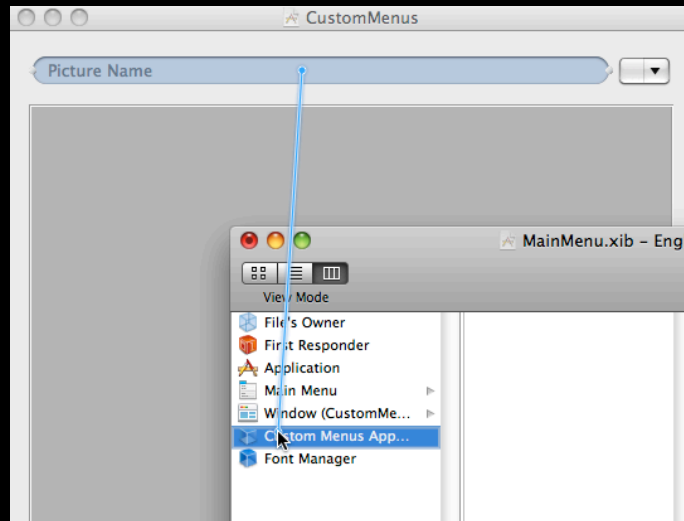 CustomMenus
Picture Name
MainMenu.xib – Eng
View Mode
File's Owner
First Responder
Application
Main Menu
Window (CustomMe...
Custom Menus App...
Font Manager